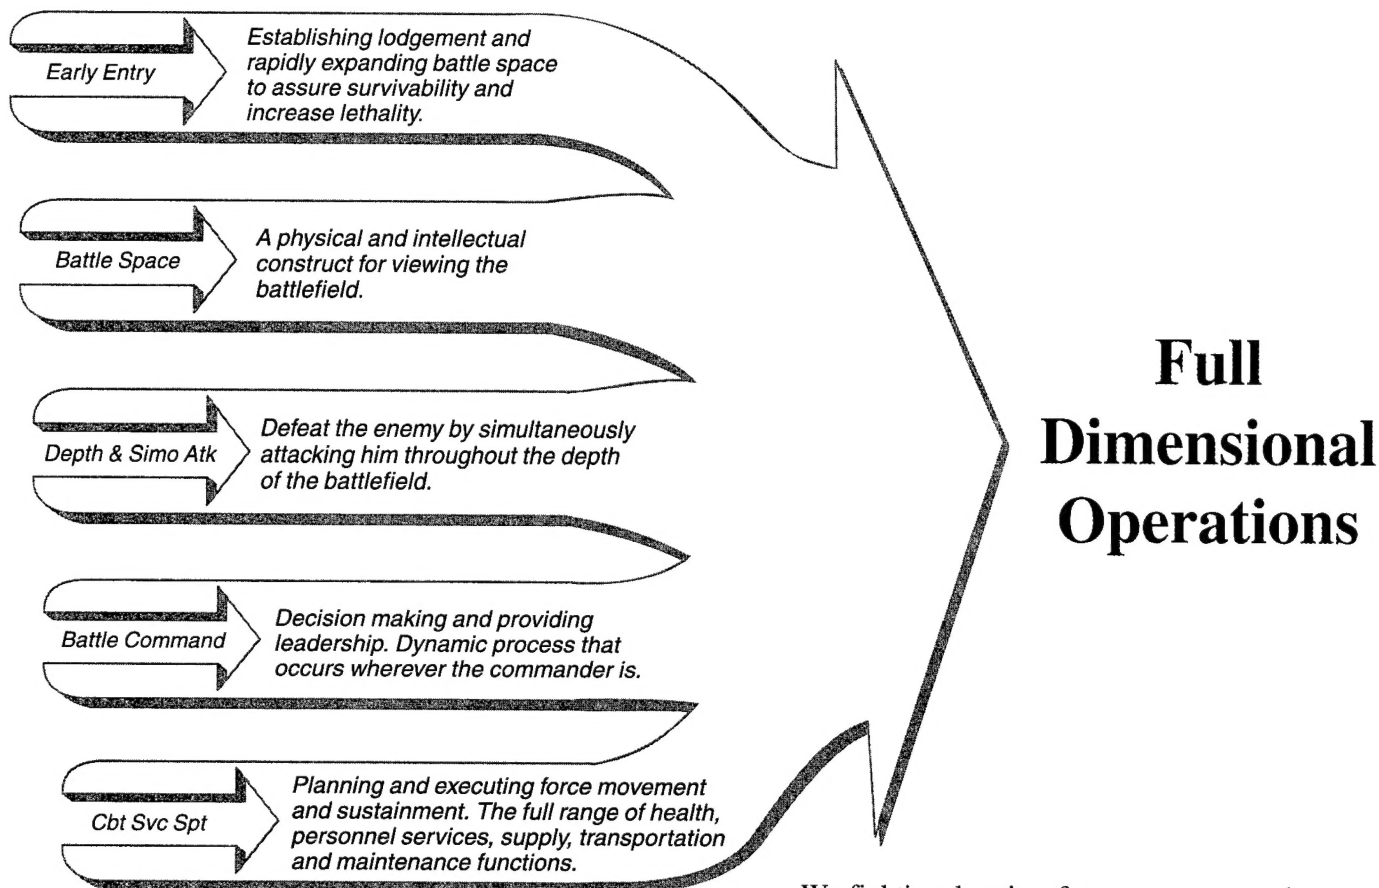 Early Entry
Establishing lodgement and
rapidly expanding battle space
to assure survivability and
increase lethality.
Battle Space
A physical and intellectual
construct for viewing the
battlefield.
Depth & Simo Atk
Defeat the enemy by simultaneously
attacking him throughout the depth
of the battlefield.
Battle Command
Decision making and providing
leadership. Dynamic process that
occurs wherever the commander is.
Cbt Svc Spt
Planning and executing force movement
and sustainment. The full range of health,
personnel services, supply, transportation
and maintenance functions.
Full
Dimensional
Operations